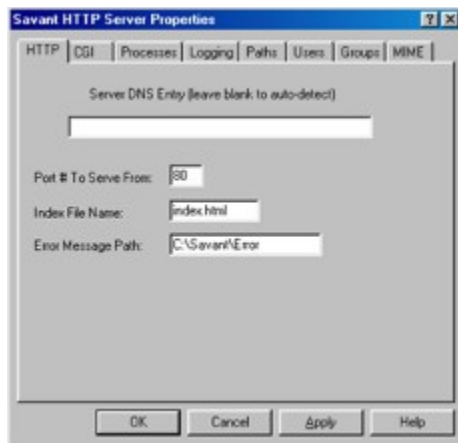 Savant HTTP Server Properties
HTTP CGI Processes Logging Paths Users Groups MIME
Server DNS Entry (leave blank to auto-detect)
Port # To Serve From: 80
Index File Name: index.html
Error Message Path: C:\Savant\Error
OK Cancel Apply Help